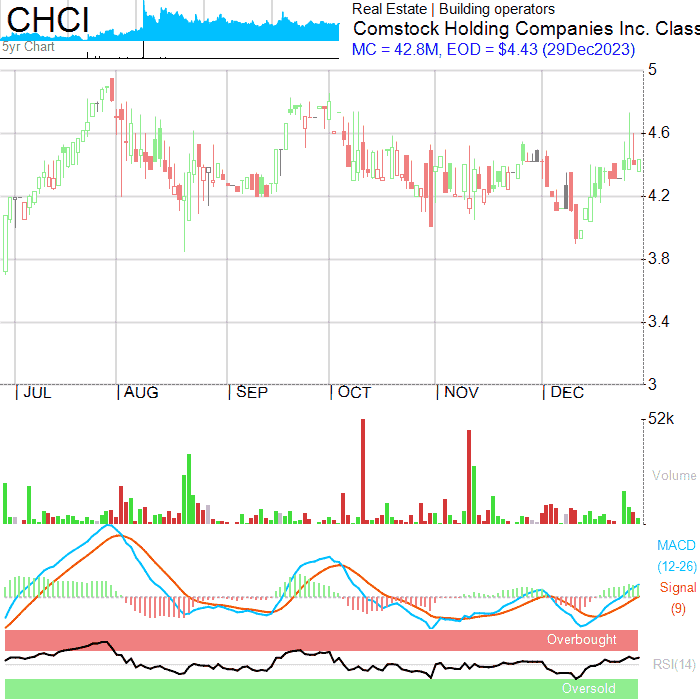 CHCI
5yr Chart
Real Estate | Building operators
Comstock Holding Companies Inc. Class
MC = 42.8M, EOD = $4.43 (29Dec2023)
5
4.6
4.2
3.8
3.4
3
JUL AUG SEP OCT NOV DEC
52k
Volume
MACD
(12-26)
Signal
(9)
Overbought
RSI(14)
Oversold